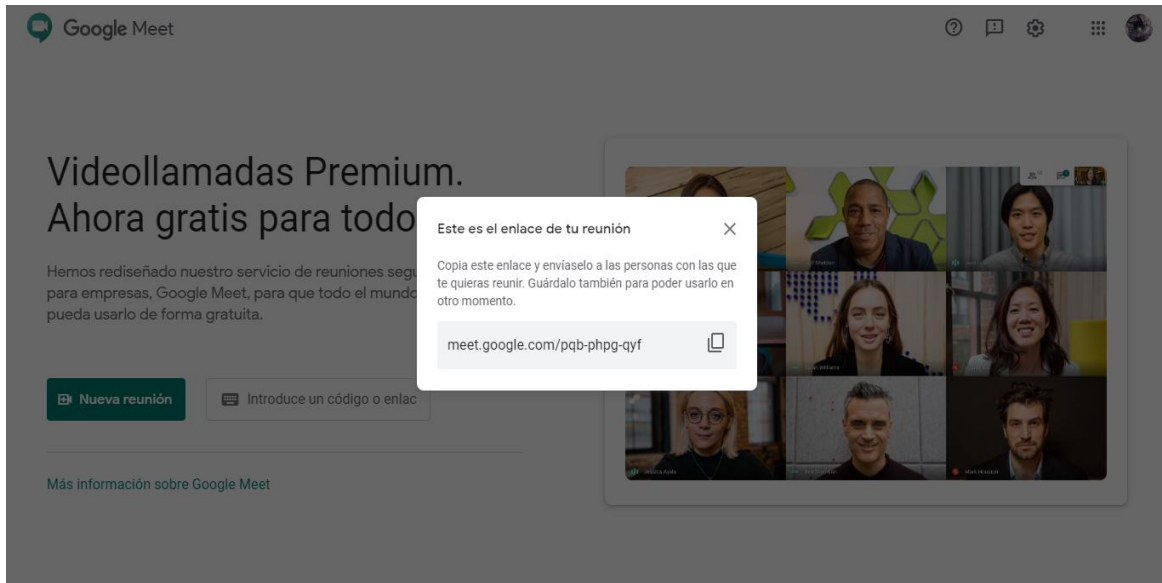 Google Meet
Videollamadas Premium.
Ahora gratis para todo
Hemos rediseñado nuestro servicio de reuniones segu
para empresas, Google Meet, para que todo el mundo
pueda usarlo de forma gratuita.
Nueva reunión
Introduce un código o enlac
Más información sobre Google Meet
Este es el enlace de tu reunión
Copia este enlace y envíaselo a las personas con las que
te quieras reunir. Guárdalo también para poder usarlo en
otro momento.
meet.google.com/pqb-phpg-qyf